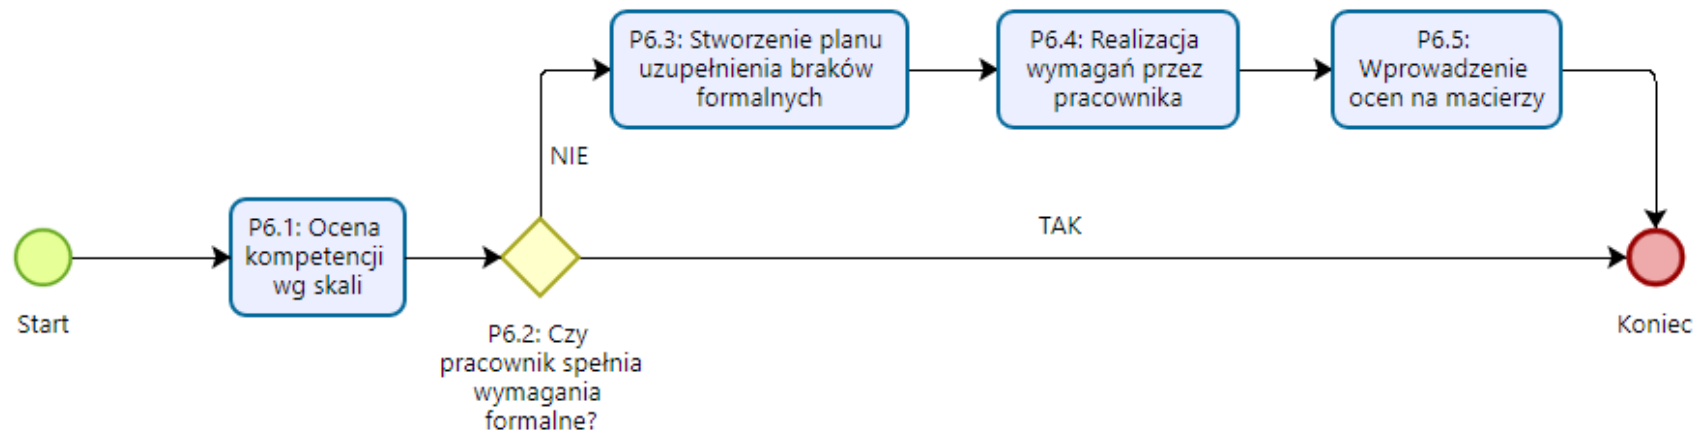 P6.3: Stworzenie planu
uzupełnienia braków
formalnych
P6.4: Realizacja
wymagań przez
pracownika
P6.5:
Wprowadzenie
ocen na macierzy
NIE
TAK
P6.1: Ocena
kompetencji
wg skali
Start
P6.2: Czy
pracownik spełnia
wymagania
formalne?
Koniec